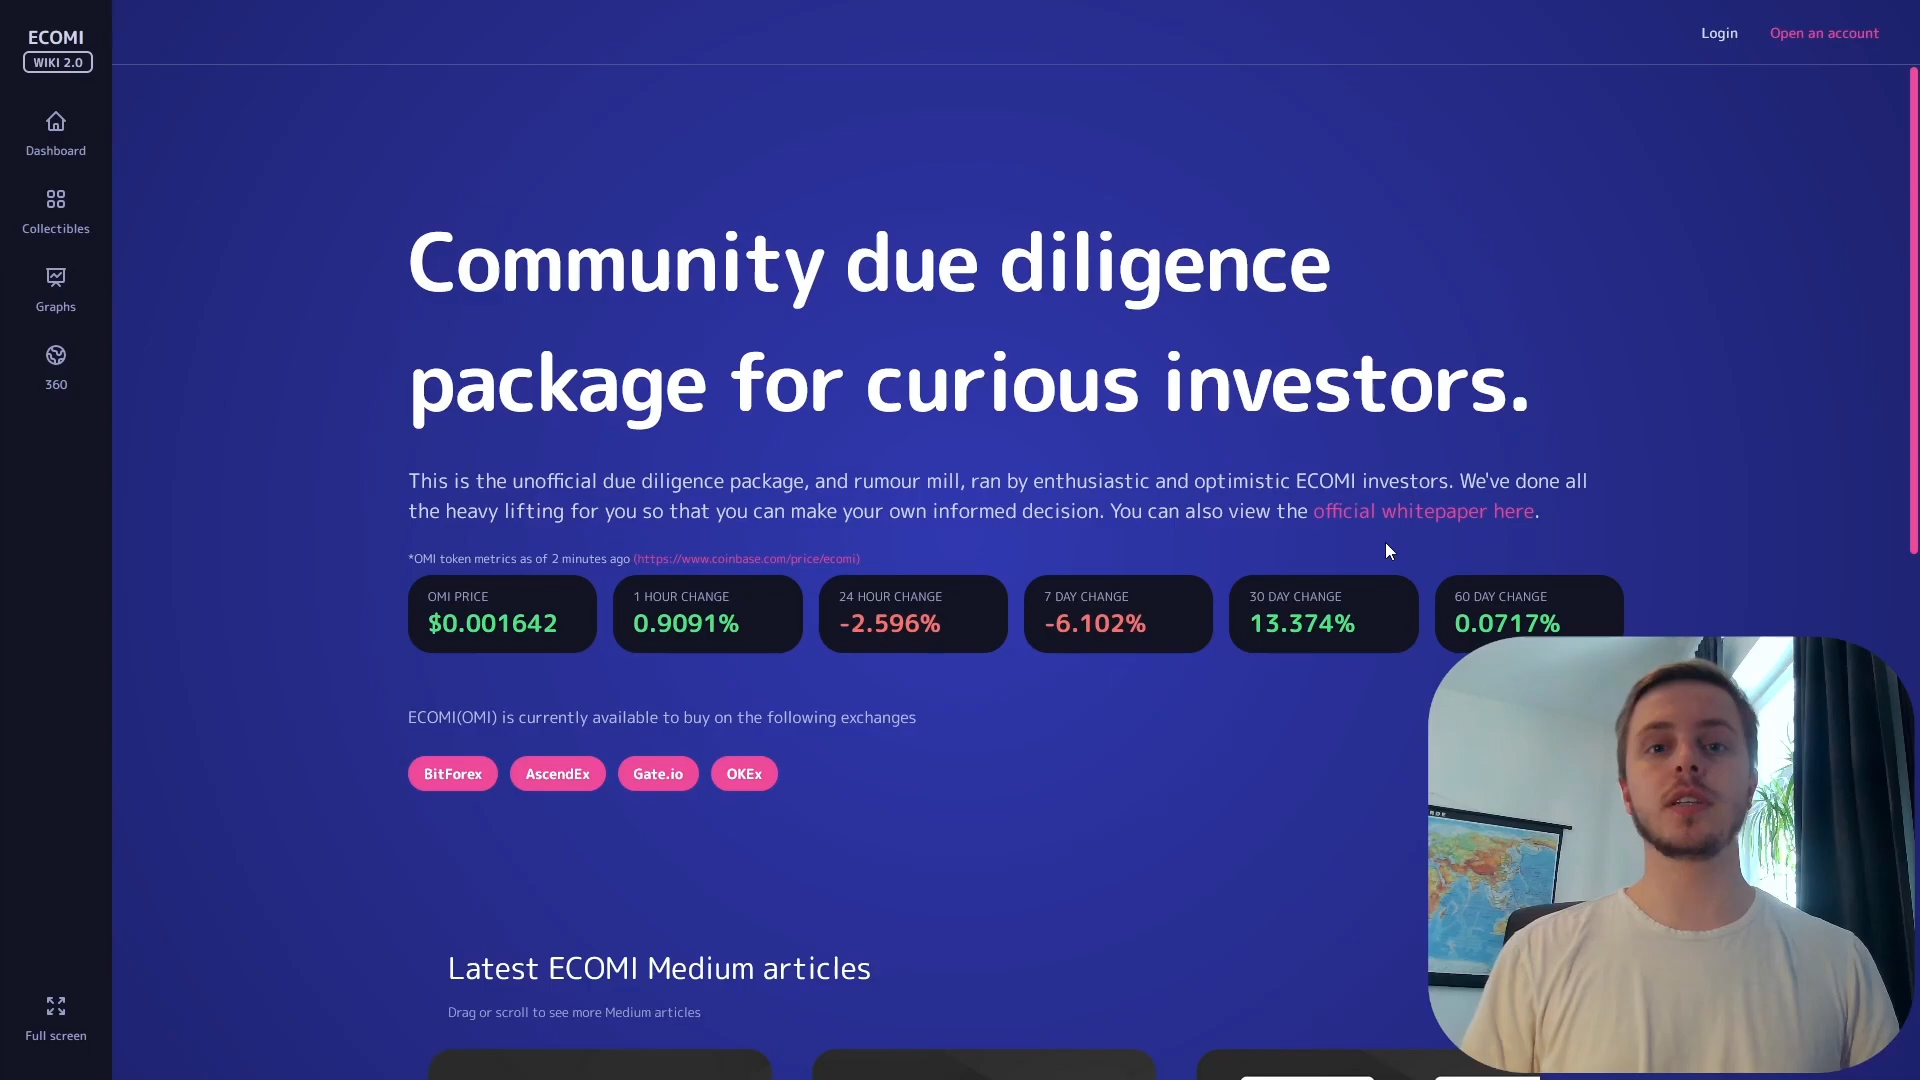 ECOMI
WIKI 2.0
Dashboard
Collectibles
Graphs
360
Full screen
Login
Open an account
Community due diligence
package for curious investors.
This is the unofficial due diligence package, and rumour mill, ran by enthusiastic and optimistic ECOMI investors. We've done all
the heavy lifting for you so that you can make your own informed decision. You can also view the official whitepaper here.
*OMI token metrics as of 2 minutes ago (https://www.coinbase.com/price/ecomi)
OMI PRICE
$0.001642
1 HOUR CHANGE
0.9091%
24 HOUR CHANGE
-2.596%
7 DAY CHANGE
-6.102%
30 DAY CHANGE
13.374%
60 DAY CHANGE
0.0717%
ECOMI(OMI) is currently available to buy on the following exchanges
BitForex
AscendEx
Gate.io
OKEx
Latest ECOMI Medium articles
Drag or scroll to see more Medium articles